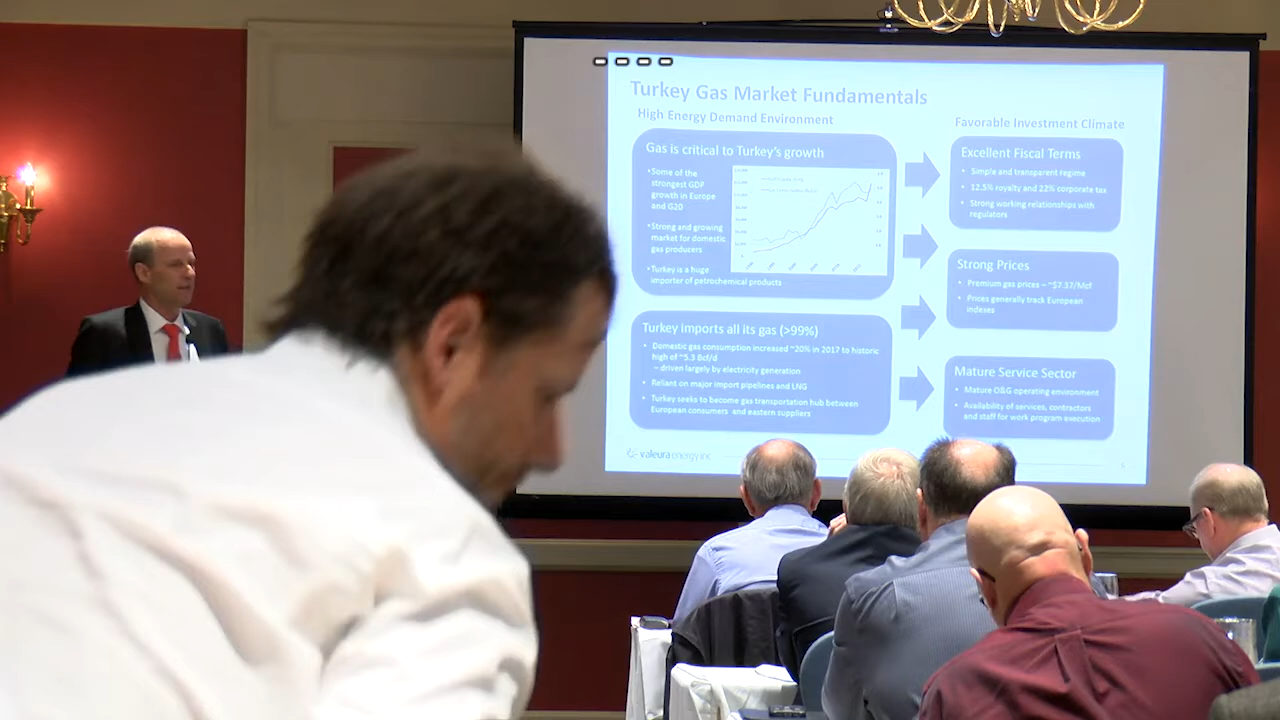 Turkey Gas Market Fundamentals
High Energy Demand Environment
Favorable Investment Climate
Gas is critical to Turkey's growth
•Some of the
strongest GDP
growth in Europe
and G20
•Strong and growing
market for domestic
gas producers
•Turkey is a huge
importer of petrochemical products
Turkey imports all its gas (>99%)
• Domestic gas consumption increased ~20% in 2017 to historic
high of ~5.3 Bcf/d
– driven largely by electricity generation
• Reliant on major import pipelines and LNG
• Turkey seeks to become gas transportation hub between
European consumers and eastern suppliers
Excellent Fiscal Terms
• Simple and transparent regime
• 12.5% royalty and 22% corporate tax
• Strong working relationships with
regulators
Strong Prices
• Premium gas prices – ~$7.37/Mcf
• Prices generally track European
indexes
Mature Service Sector
• Mature O&G operating environment
• Availability of services, contractors
and staff for work program execution
valeura energy inc.